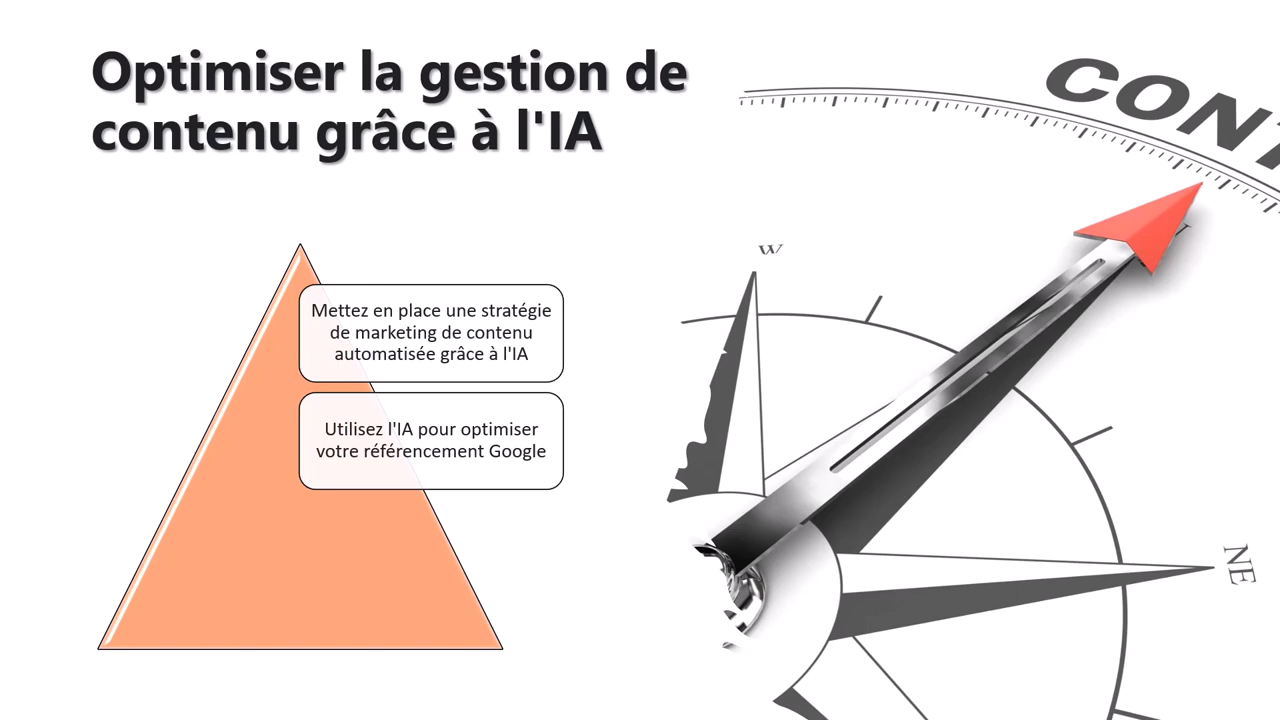 Optimiser la gestion de
contenu grâce à l'IA
Mettez en place une stratégie
de marketing de contenu
automatisée grâce à l'IA
Utilisez l'IA pour optimiser
votre référencement Google
CONT
W
NE